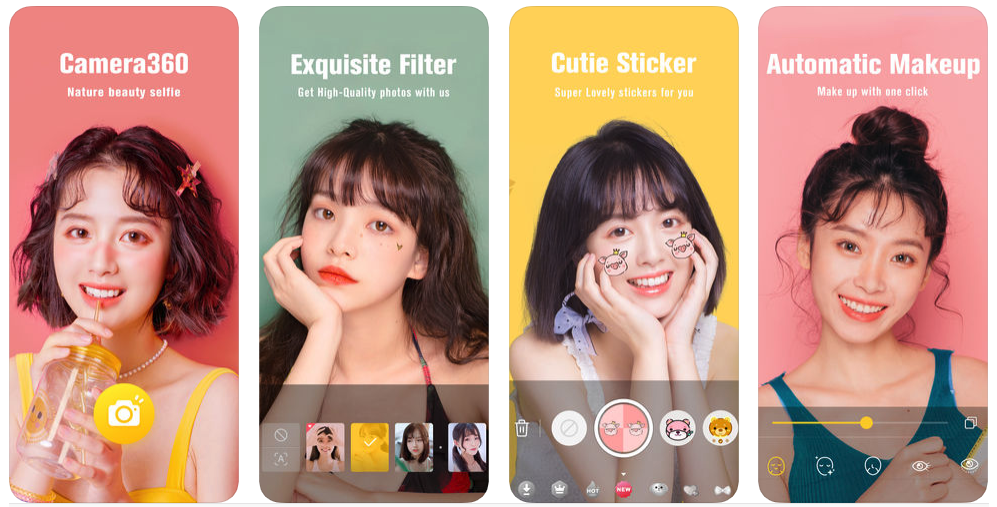 Camera360
Nature beauty selfie
Exquisite Filter
Get High-Quality photos with us
A
Cutie Sticker
Super Lovely stickers for you
HOT
NEW
Automatic Makeup
Make up with one click